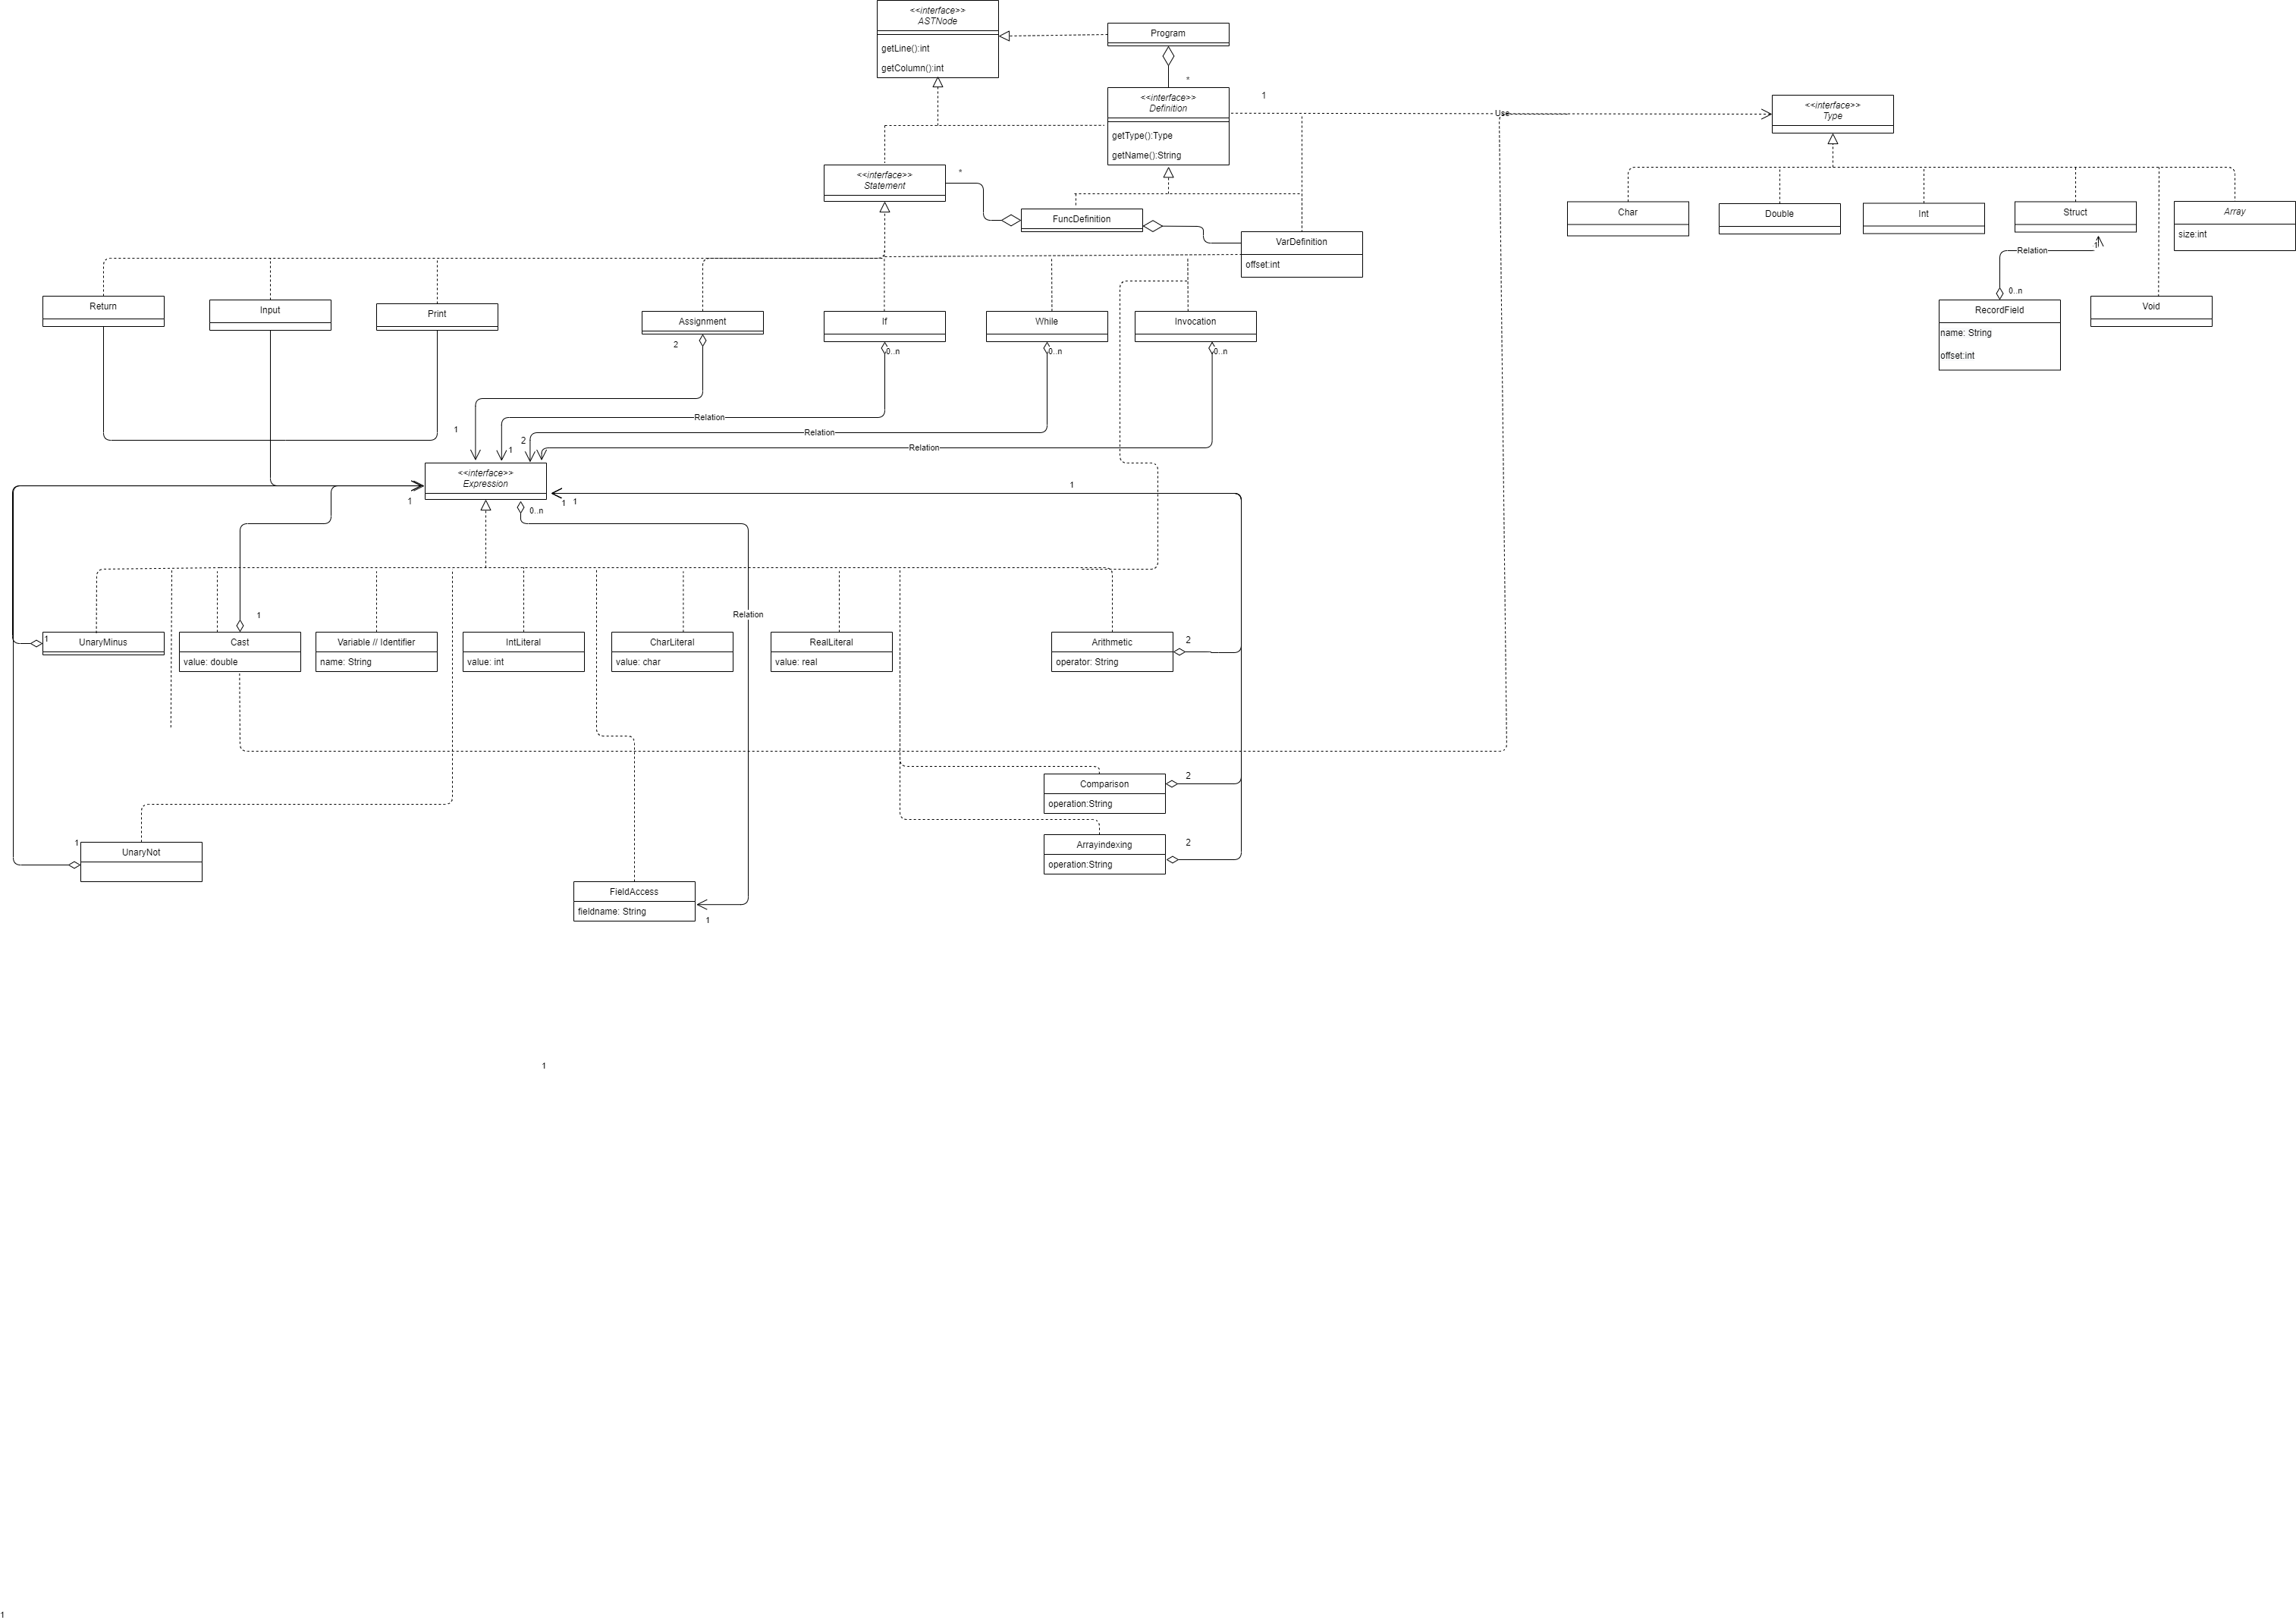 <<interface>>
ASTNode
getLine():int
getColumn():int
Program
*
<<interface>>
Definition
getType():Type
getName():String
1
Use
<<interface>>
Type
<<interface>>
Statement
*
FuncDefinition
VarDefinition
offset:int
Char
Double
Int
Struct
Array
size:int
1
Relation
0..n
RecordField
name: String
offset:int
Void
Return
Input
Print
Assignment
If
While
Invocation
2
0..n
0..n
0..n
Relation
Relation
Relation
1
1
2
<<interface>>
Expression
1
1
1
1
0..n
Relation
1
1
UnaryMinus
Cast
value: double
Variable // Identifier
name: String
IntLiteral
value: int
CharLiteral
value: char
RealLiteral
value: real
Arithmetic
operator: String
2
Comparison
operation:String
2
Arrayindexing
operation:String
2
1
UnaryNot
FieldAccess
fieldname: String
1
1
1